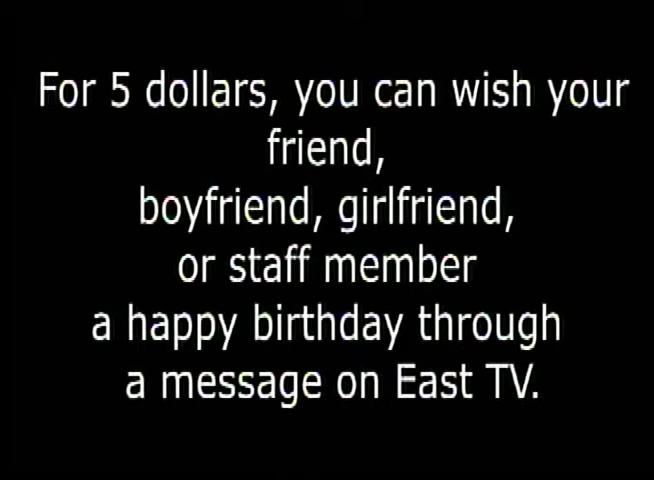 For 5 dollars, you can wish your
friend,
boyfriend, girlfriend,
or staff member
a happy birthday through
a message on East TV.